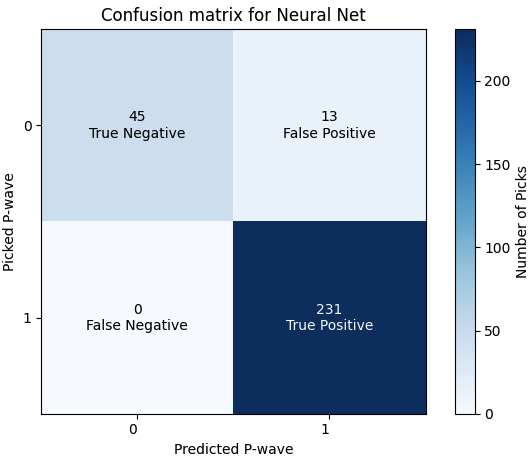 Confusion matrix for Neural Net
45
True Negative
13
False Positive
0
False Negative
231
True Positive
0
1
Picked P-wave
0
1
Predicted P-wave
200
150
100
50
0
Number of Picks